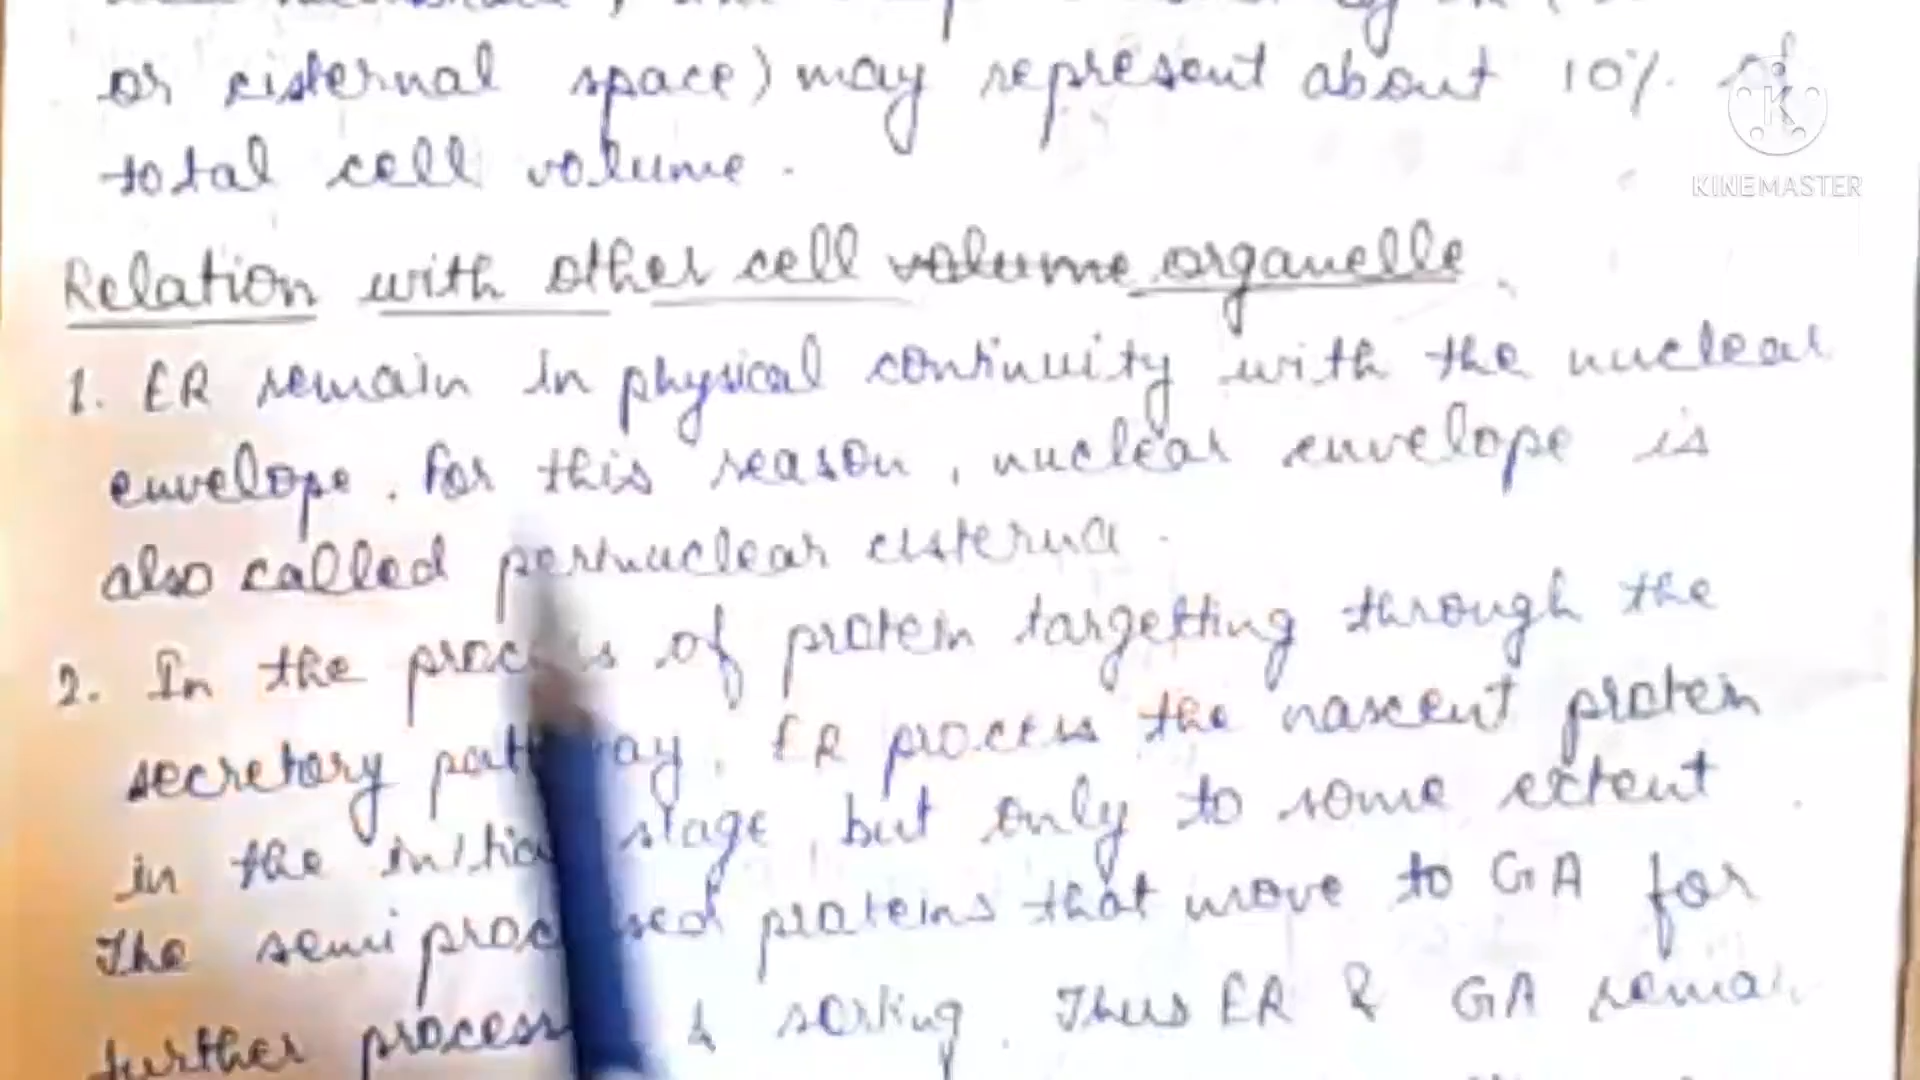 or cisternal space) may represent about 10% of
total cell volume.
KINEMASTER
Relation with other cell volume organelle.
1. ER remain in physical continuity with the nuclear
envelope. For this reason, nuclear envelope is
also called perinuclear cisterna.
2. In the process of protein targetting through the
secretory pathway, ER process the nascent protein
in the initial stage, but only to some extent.
The semi processed proteins that move to GA for
further process & sorting. Thus ER & GA remain